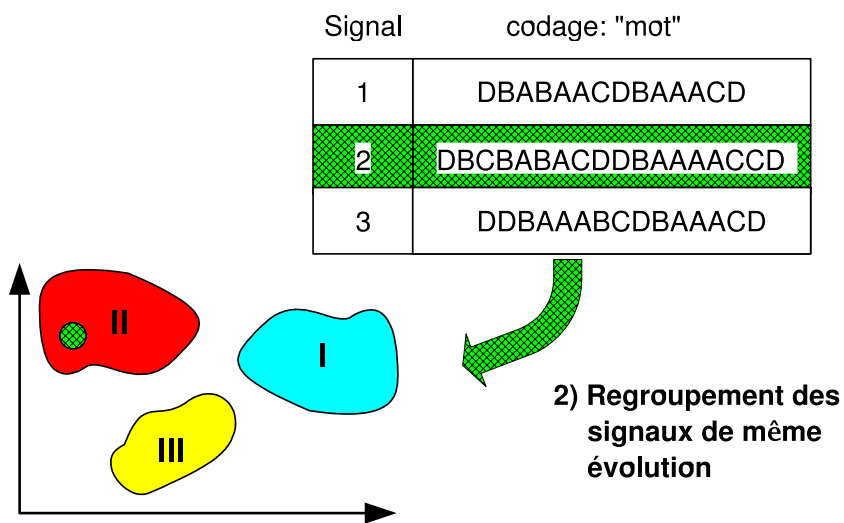 Signal codage: "mot"
1 DBABAACDBAAACD
2 DBCBABACDDBAAAACCD
3 DDBAAABCDBAAACD
II
I
III
2) Regroupement des
signaux de même
évolution